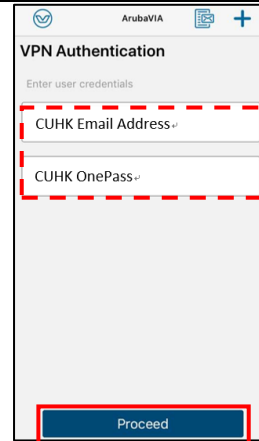 ArubaVIA
VPN Authentication
Enter user credentials
CUHK Email Address
CUHK OnePass
Proceed